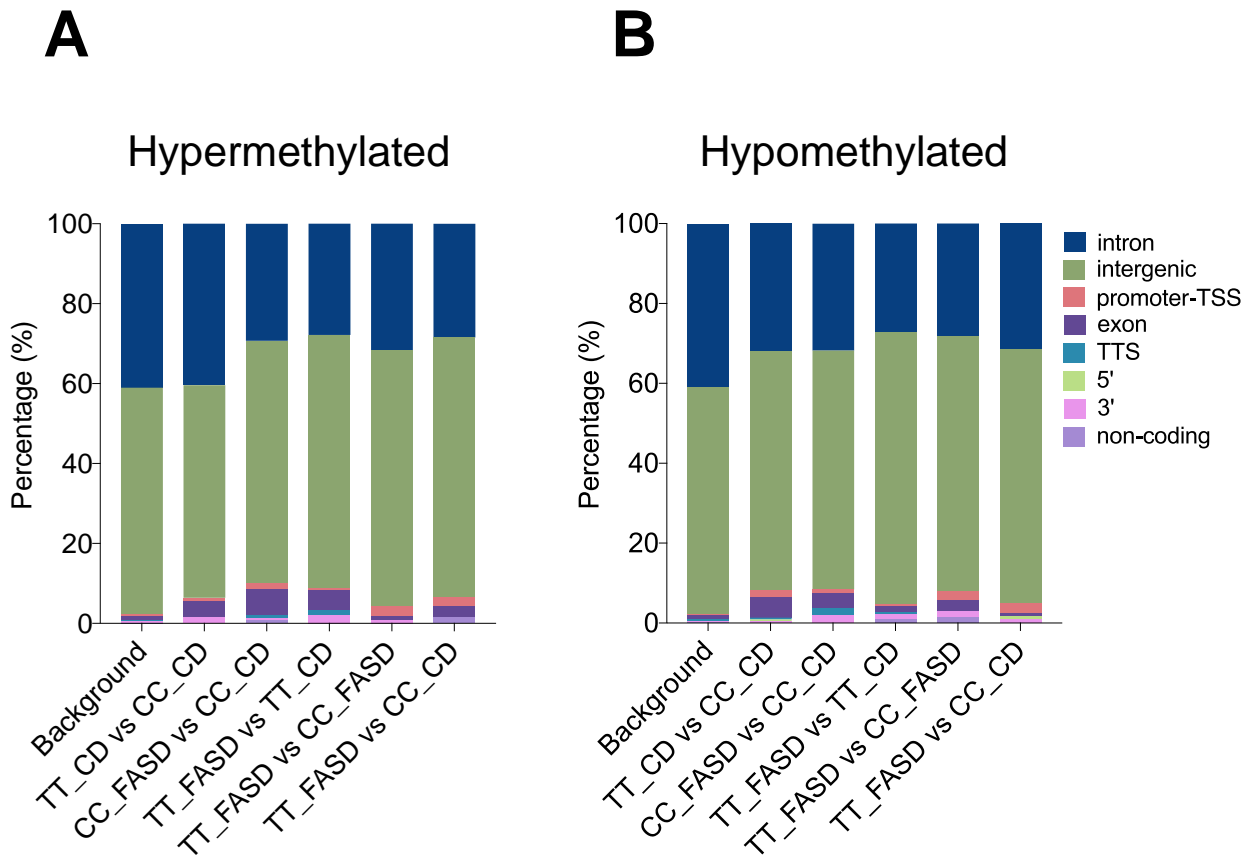 A
B
Hypermethylated
Hypomethylated
Percentage (%)
100
80
60
40
20
0
Background
TT_CD vs CC_CD
CC_FASD vs CC_CD
TT_FASD vs TT_CD
TT_FASD vs CC_FASD
TT_FASD vs CC_CD
Percentage (%)
100
80
60
40
20
0
Background
TT_CD vs CC_CD
CC_FASD vs CC_CD
TT_FASD vs TT_CD
TT_FASD vs CC_FASD
TT_FASD vs CC_CD
intron
intergenic
promoter-TSS
exon
TTS
5'
3'
non-coding